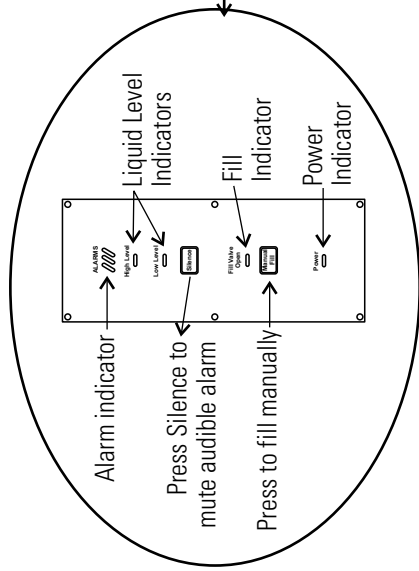 Alarm indicator
Press Silence to
mute audible alarm
Press to fill manually
ALARMS
High Level
Low Level
Silence
Fill Valve
Open
Manual
Fill
Power
Liquid Level
Indicators
Fill
Indicator
Power
Indicator